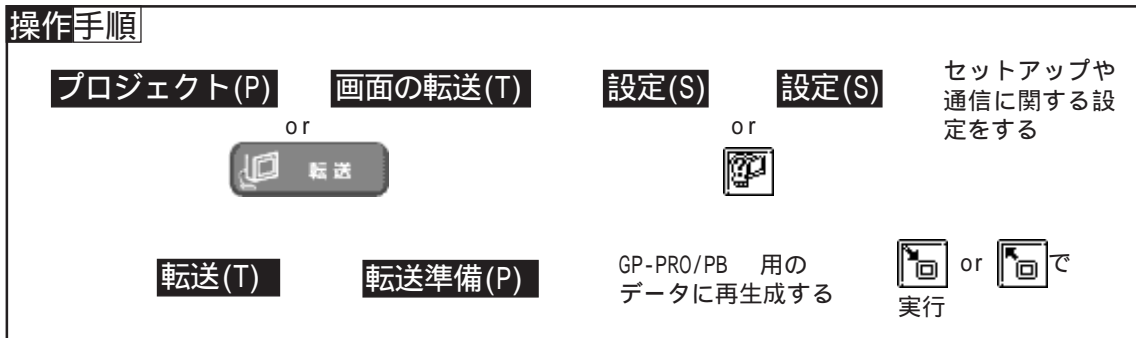 操作手順
プロジェクト(P) 画面の転送(T) 設定(S) 設定(S) セットアップや
通信に関する設
定をする
or or
転送
転送(T) 転送準備(P) GP-PRO/PB 用の
データに再生成する
or で
実行